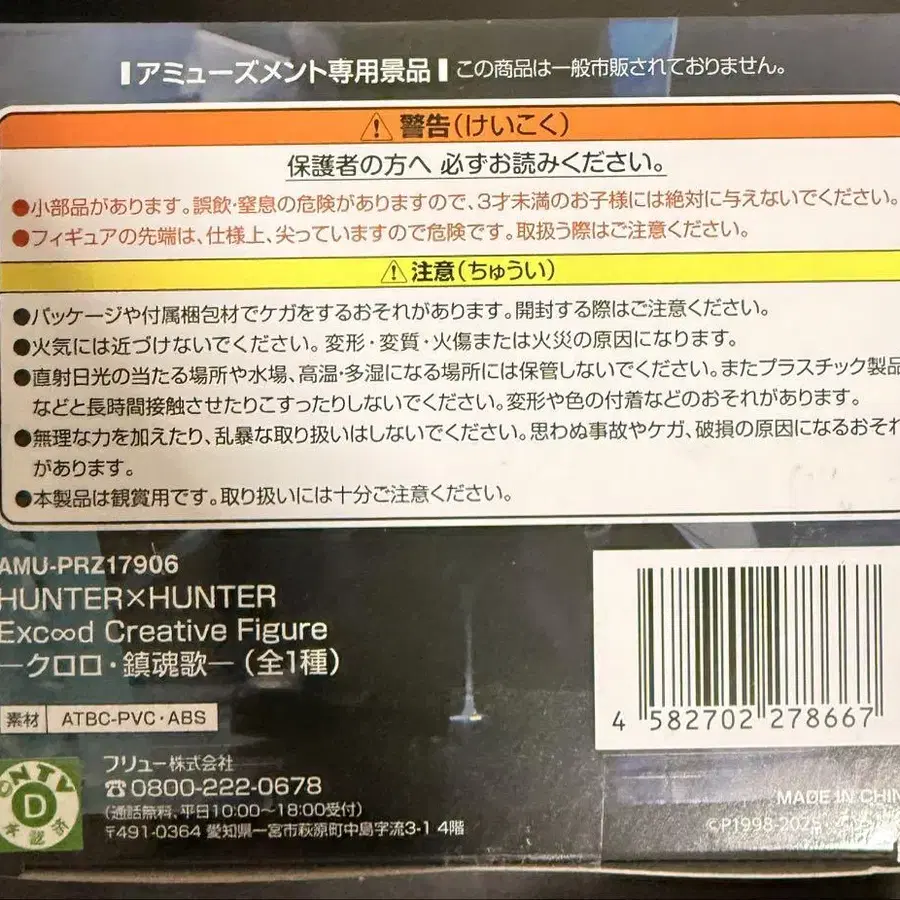 アミューズメント専用景品 この商品は一般市販されておりません。
警告(けいこく)
保護者の方へ 必ずお読みください。
●小部品があります。誤飲・窒息の危険がありますので、3才未満のお子様には絶対に与えないでください。
●フィギュアの先端は、仕様上、尖っていますので危険です。取扱う際はご注意ください。
注意(ちゅうい)
●パッケージや付属梱包材でケガをするおそれがあります。開封する際はご注意ください。
●火気には近づけないでください。変形・変質・火傷または火災の原因になります。
●直射日光の当たる場所や水場、高温・多湿になる場所には保管しないでください。またプラスチック製品
などと長時間接触させたりこすったりしないでください。変形や色の付着などのおそれがあります。
●無理な力を加えたり、乱暴な取り扱いはしないでください。思わぬ事故やケガ、破損の原因になるおそれ
があります。
●本製品は観賞用です。取り扱いには十分ご注意ください。
AMU-PRZ17906
HUNTER×HUNTER
Exc∞d Creative Figure
―クロロ・鎮魂歌―(全1種)
素材 ATBC-PVC・ABS
4 582702 278667
NTV
D
承認済
フリュー株式会社
☎0800-222-0678
(通話無料、平日10:00~18:00受付)
〒491-0364 愛知県一宮市萩原町中島字流3-1 4階
MADE IN CHIN
©P1998-2025